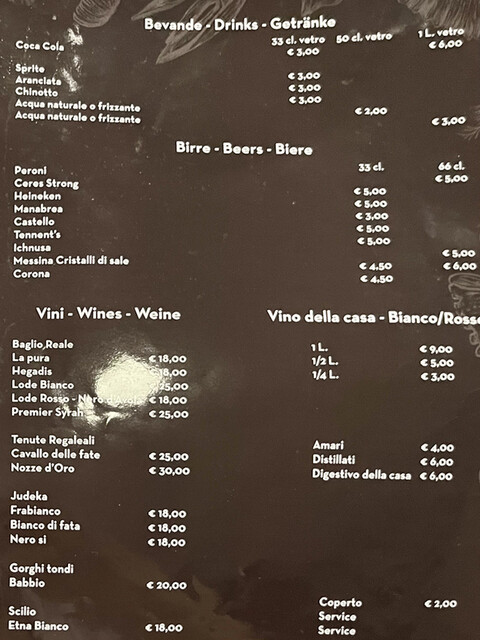 Bevande - Drinks - Getränke
33 cl. vetro 50 cl. vetro 1 L. vetro
Coca Cola € 3,00 € 6,00
Sprite € 3,00
Aranciata € 3,00
Chinotto € 3,00
Acqua naturale o frizzante € 2,00
Acqua naturale o frizzante € 3,00
Birre - Beers - Biere
33 cl. 66 cl.
Peroni € 5,00
Ceres Strong € 5,00
Heineken € 5,00
Manabrea € 3,00
Castello € 5,00
Tennent's € 5,00
Ichnusa € 5,00
Messina Cristalli di sale € 4,50 € 6,00
Corona € 4,50
Vini - Wines - Weine
Baglio Reale
La pura € 18,00
Hegadis 18,00
Lode Bianco 25,00
Lode Rosso - Nero d'Avola € 18,00
Premier Syrah € 25,00
Tenute Regaleali
Cavallo delle fate € 25,00
Nozze d'Oro € 30,00
Judeka
Frabianco € 18,00
Bianco di fata € 18,00
Nero sì € 18,00
Gorghi tondi
Babbio € 20,00
Scilio
Etna Bianco € 18,00
Vino della casa - Bianco/Rosso
1 L. € 9,00
1/2 L. € 5,00
1/4 L. € 3,00
Amari € 4,00
Distillati € 6,00
Digestivo della casa € 6,00
Coperto € 2,00
Service
Service